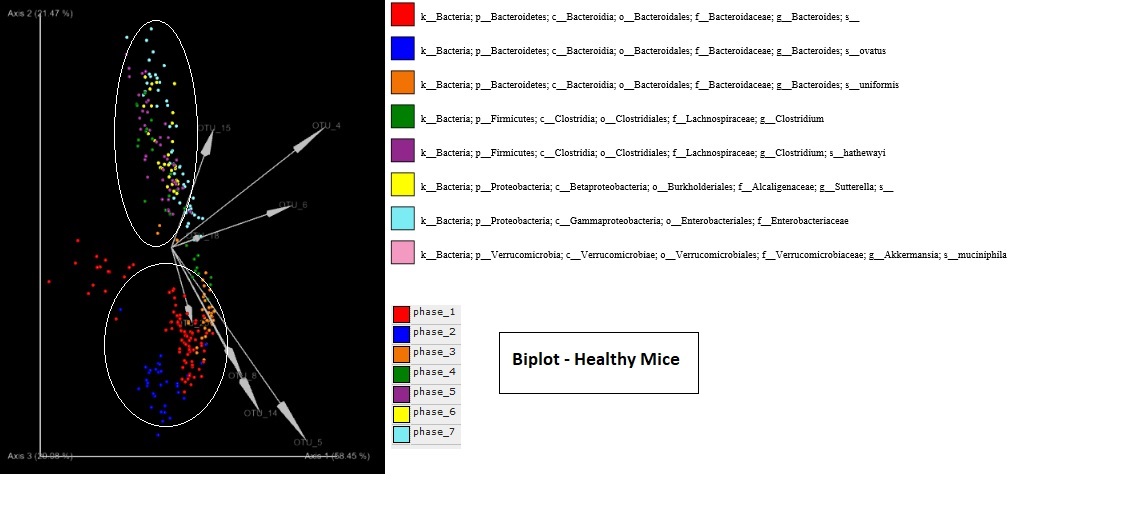 Axis 2 (21.47 %)
OTU_15
OTU_4
OTU_6
OTU_8
OTU_14
OTU_5
Axis 3 (20.08 %)
Axis 1 (58.45 %)
k__Bacteria; p__Bacteroidetes; c__Bacteroidia; o__Bacteroidales; f__Bacteroidaceae; g__Bacteroides; s__
k__Bacteria; p__Bacteroidetes; c__Bacteroidia; o__Bacteroidales; f__Bacteroidaceae; g__Bacteroides; s__ovatus
k__Bacteria; p__Bacteroidetes; c__Bacteroidia; o__Bacteroidales; f__Bacteroidaceae; g__Bacteroides; s__uniformis
k__Bacteria; p__Firmicutes; c__Clostridia; o__Clostridiales; f__Lachnospiraceae; g__Clostridium
k__Bacteria; p__Firmicutes; c__Clostridia; o__Clostridiales; f__Lachnospiraceae; g__Clostridium; s__hathewayi
k__Bacteria; p__Proteobacteria; c__Betaproteobacteria; o__Burkholderiales; f__Alcaligenaceae; g__Sutterella; s__
k__Bacteria; p__Proteobacteria; c__Gammaproteobacteria; o__Enterobacteriales; f__Enterobacteriaceae
k__Bacteria; p__Verrucomicrobia; c__Verrucomicrobiae; o__Verrucomicrobiales; f__Verrucomicrobiaceae; g__Akkermansia; s__muciniphila
phase_1
phase_2
phase_3
phase_4
phase_5
phase_6
phase_7
Biplot - Healthy Mice